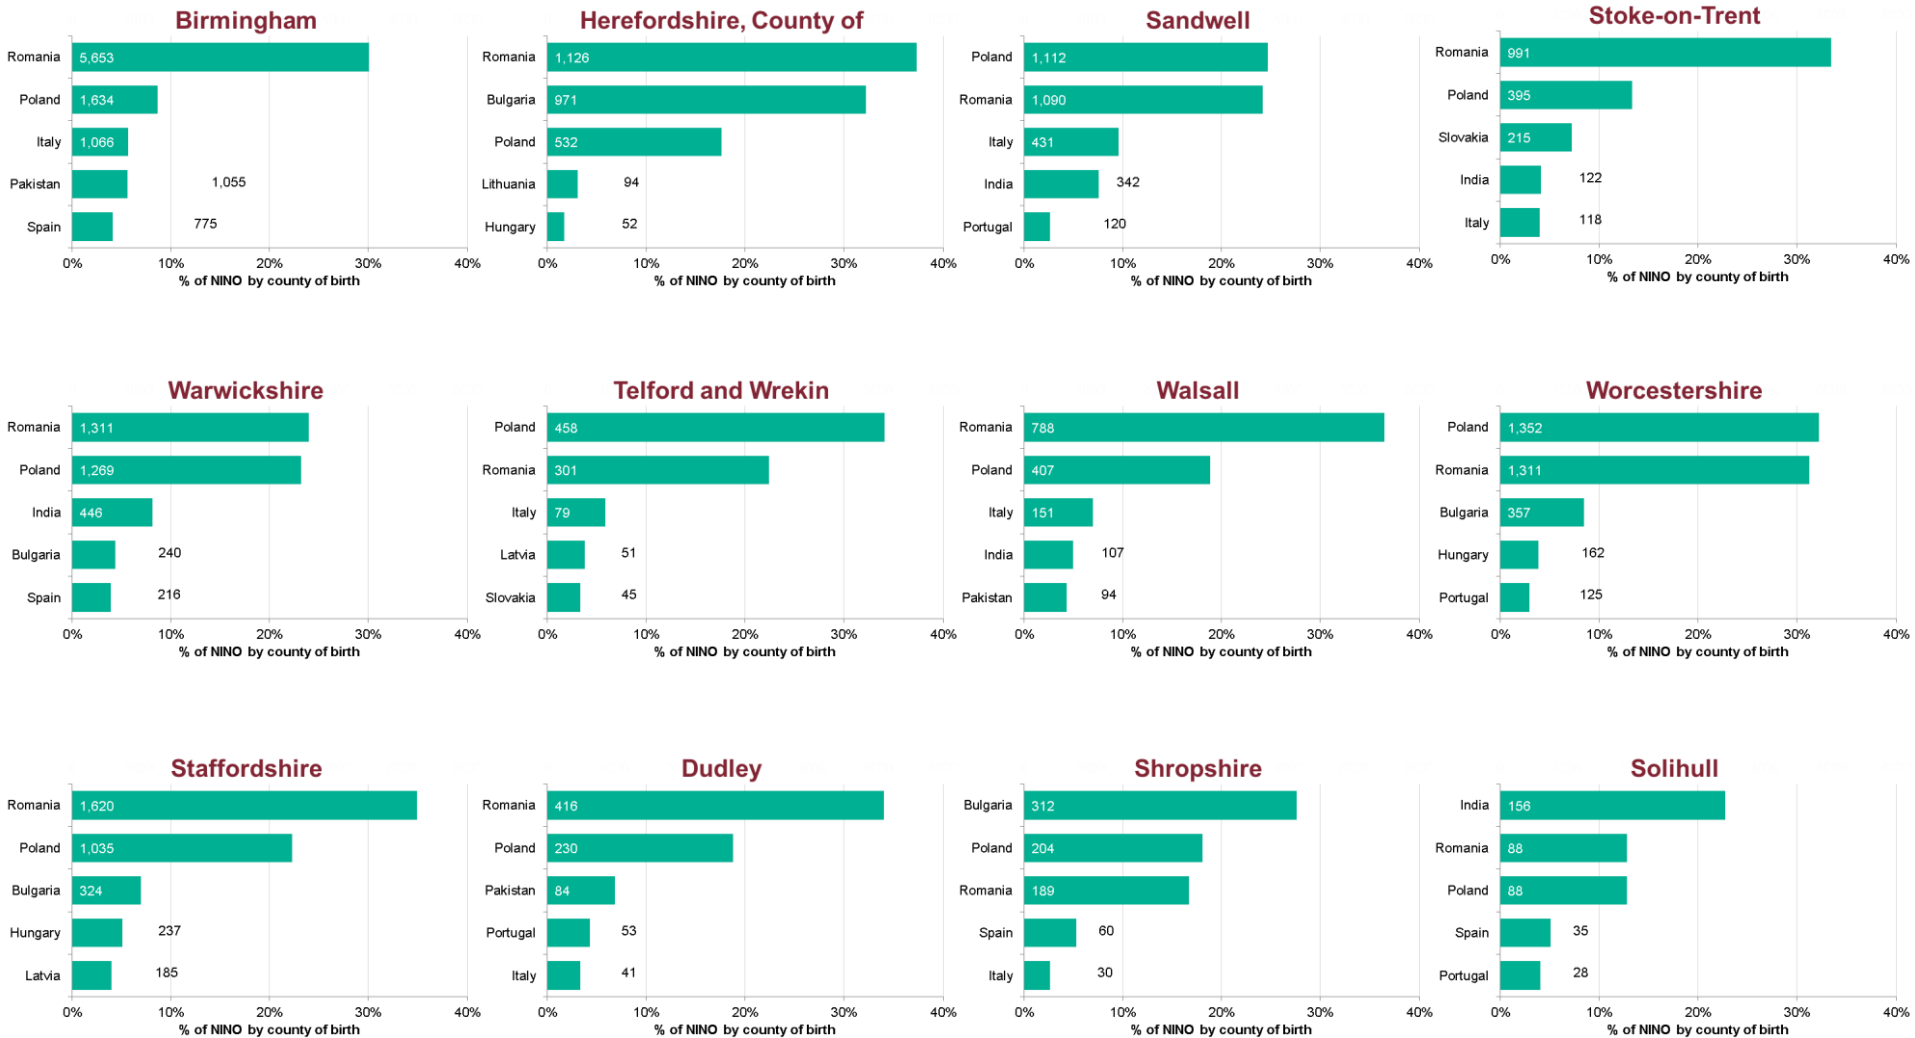 Birmingham
Romania 5,653
Poland 1,634
Italy 1,066
Pakistan 1,055
Spain 775
0% 10% 20% 30% 40%
% of NINO by county of birth
Herefordshire, County of
Romania 1,126
Bulgaria 971
Poland 532
Lithuania 94
Hungary 52
0% 10% 20% 30% 40%
% of NINO by county of birth
Sandwell
Poland 1,112
Romania 1,090
Italy 431
India 342
Portugal 120
0% 10% 20% 30% 40%
% of NINO by county of birth
Stoke-on-Trent
Romania 991
Poland 395
Slovakia 215
India 122
Italy 118
0% 10% 20% 30% 40%
% of NINO by county of birth
Warwickshire
Romania 1,311
Poland 1,269
India 446
Bulgaria 240
Spain 216
0% 10% 20% 30% 40%
% of NINO by county of birth
Telford and Wrekin
Poland 458
Romania 301
Italy 79
Latvia 51
Slovakia 45
0% 10% 20% 30% 40%
% of NINO by county of birth
Walsall
Romania 788
Poland 407
Italy 151
India 107
Pakistan 94
0% 10% 20% 30% 40%
% of NINO by county of birth
Worcestershire
Poland 1,352
Romania 1,311
Bulgaria 357
Hungary 162
Portugal 125
0% 10% 20% 30% 40%
% of NINO by county of birth
Staffordshire
Romania 1,620
Poland 1,035
Bulgaria 324
Hungary 237
Latvia 185
0% 10% 20% 30% 40%
% of NINO by county of birth
Dudley
Romania 416
Poland 230
Pakistan 84
Portugal 53
Italy 41
0% 10% 20% 30% 40%
% of NINO by county of birth
Shropshire
Bulgaria 312
Poland 204
Romania 189
Spain 60
Italy 30
0% 10% 20% 30% 40%
% of NINO by county of birth
Solihull
India 156
Romania 88
Poland 88
Spain 35
Portugal 28
0% 10% 20% 30% 40%
% of NINO by county of birth